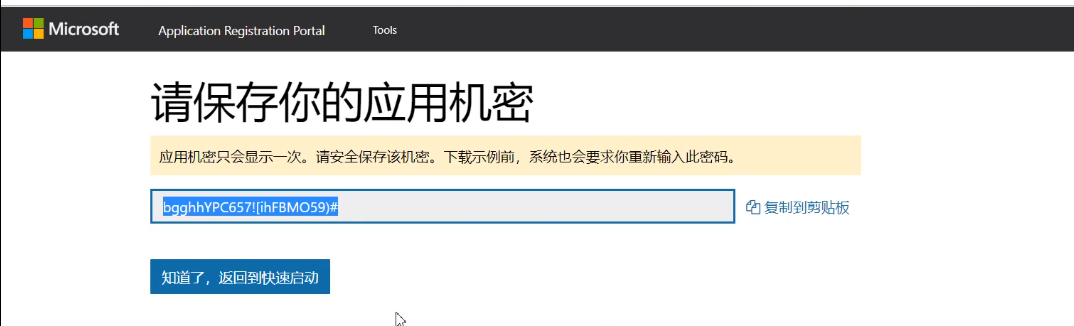 Microsoft Application Registration Portal Tools
请保存你的应用机密
应用机密只会显示一次。请安全保存该机密。下载示例前，系统也会要求你重新输入此密码。
bgghhYPC657![ihFBMO59)# 复制到剪贴板
知道了，返回到快速启动